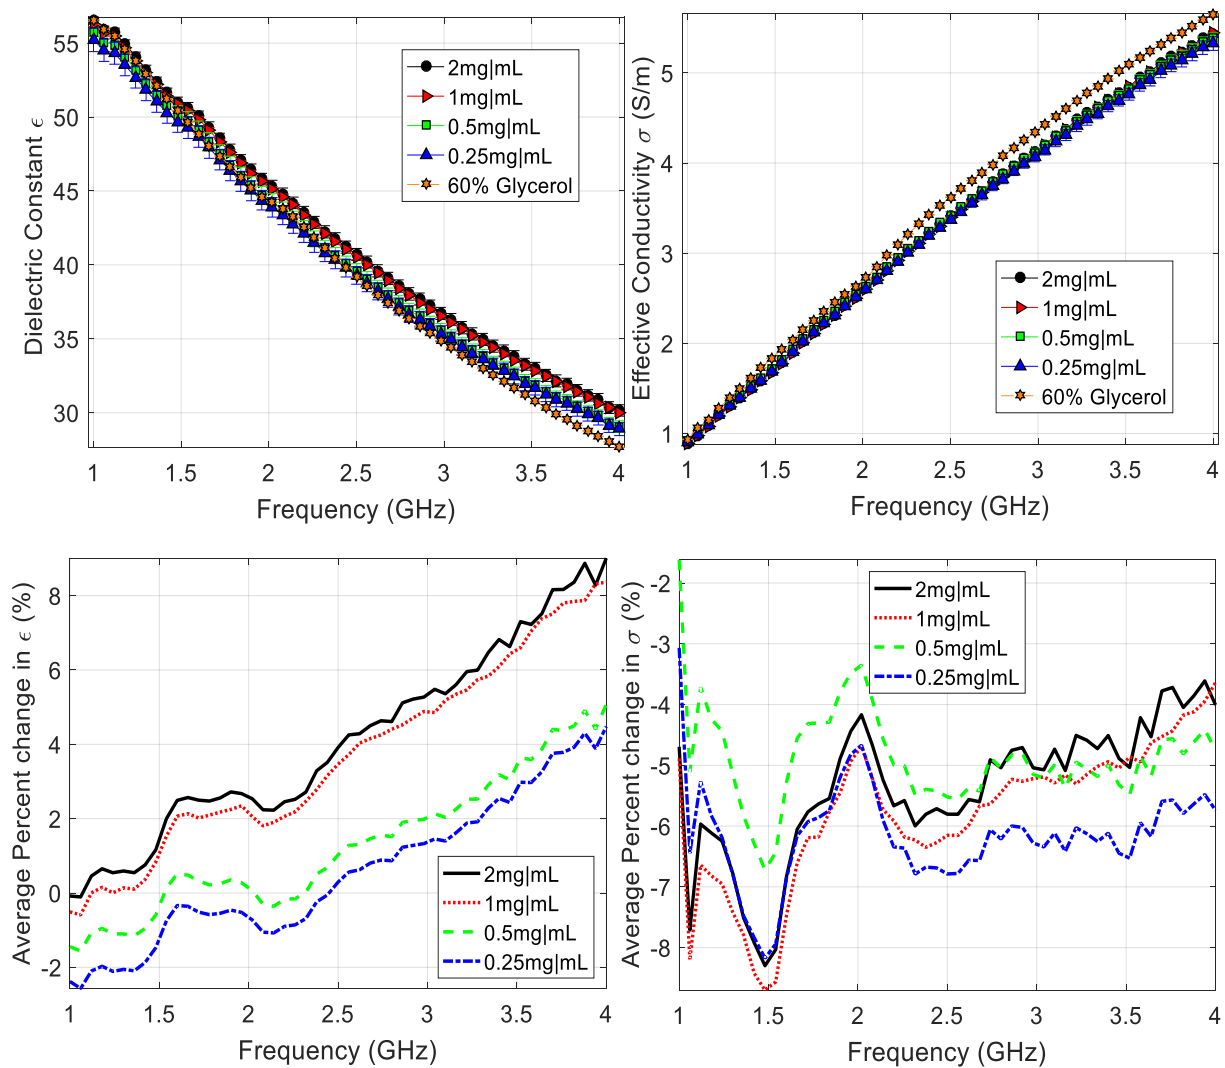 55
50
45
40
35
30
Dielectric Constant ϵ
2mg|mL
1mg|mL
0.5mg|mL
0.25mg|mL
60% Glycerol
1 1.5 2 2.5 3 3.5 4
Frequency (GHz)
5
4
3
2
1
Effective Conductivity σ (S/m)
2mg|mL
1mg|mL
0.5mg|mL
0.25mg|mL
60% Glycerol
1 1.5 2 2.5 3 3.5 4
Frequency (GHz)
8
6
4
2
0
-2
Average Percent change in ϵ (%)
2mg|mL
1mg|mL
0.5mg|mL
0.25mg|mL
1 1.5 2 2.5 3 3.5 4
Frequency (GHz)
-2
-3
-4
-5
-6
-7
-8
Average Percent change in σ (%)
2mg|mL
1mg|mL
0.5mg|mL
0.25mg|mL
1 1.5 2 2.5 3 3.5 4
Frequency (GHz)